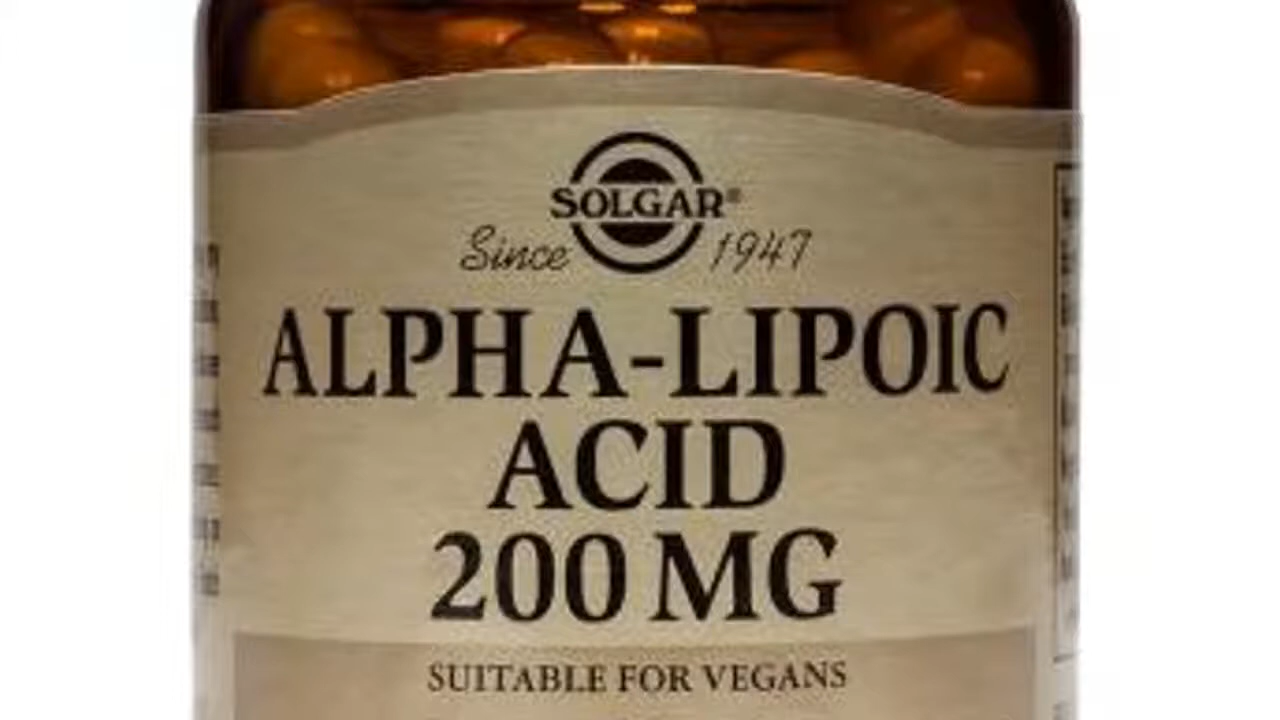 SOLGAR®
Since 1947
ALPHA-LIPOIC
ACID
200 MG
SUITABLE FOR VEGANS